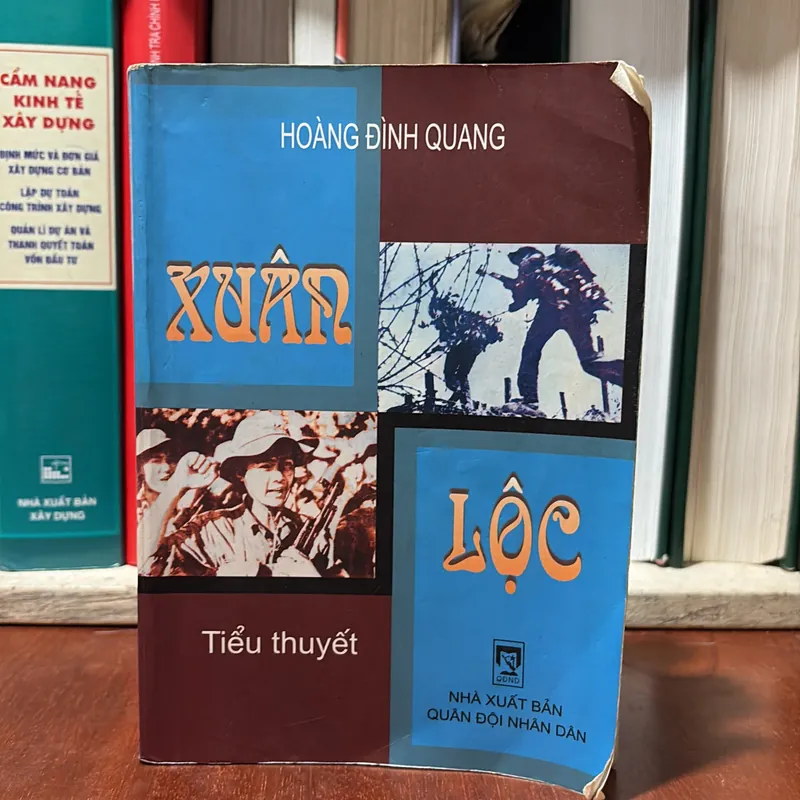 HOÀNG ĐÌNH QUANG
XUÂN
LỘC
Tiểu thuyết
QĐND
NHÀ XUẤT BẢN
QUÂN ĐỘI NHÂN DÂN
CẨM NANG
KINH TẾ
XÂY DỰNG
ĐỊNH MỨC VÀ ĐƠN GIÁ
XÂY DỰNG CƠ BẢN
LẬP DỰ TOÁN
CÔNG TRÌNH XÂY DỰNG
QUẢN LÍ DỰ ÁN VÀ
THANH QUYẾT TOÁN
VỐN ĐẦU TƯ
NHÀ XUẤT BẢN
XÂY DỰNG
TRA CHÍNH